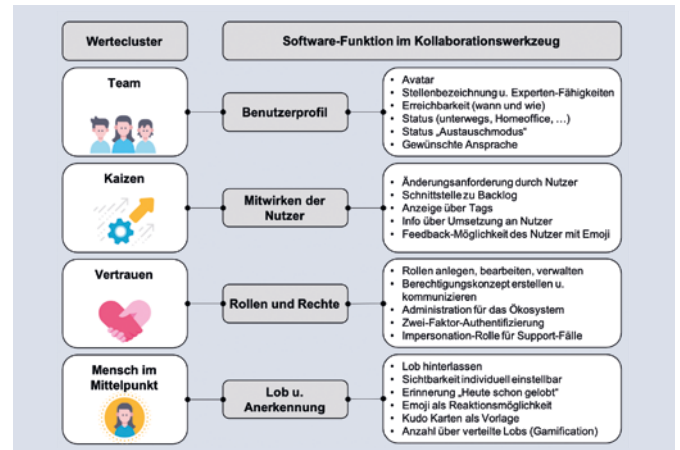 Wertecluster
Software-Funktion im Kollaborationswerkzeug
Team
Benutzerprofil
• Avatar
• Stellenbezeichnung u. Experten-Fähigkeiten
• Erreichbarkeit (wann und wie)
• Status (unterwegs, Homeoffice, …)
• Status „Austauschmodus“
• Gewünschte Ansprache
Kaizen
Mitwirken der
Nutzer
• Änderungsanforderung durch Nutzer
• Schnittstelle zu Backlog
• Anzeige über Tags
• Info über Umsetzung an Nutzer
• Feedback-Möglichkeit des Nutzer mit Emoji
Vertrauen
Rollen und Rechte
• Rollen anlegen, bearbeiten, verwalten
• Berechtigungskonzept erstellen u.
kommunizieren
• Administration für das Ökosystem
• Zwei-Faktor-Authentifizierung
• Impersonation-Rolle für Support-Fälle
Mensch im
Mittelpunkt
Lob u.
Anerkennung
• Lob hinterlassen
• Sichtbarkeit individuell einstellbar
• Erinnerung „Heute schon gelobt“
• Emoji als Reaktionsmöglichkeit
• Kudo Karten als Vorlage
• Anzahl über verteilte Lobs (Gamification)